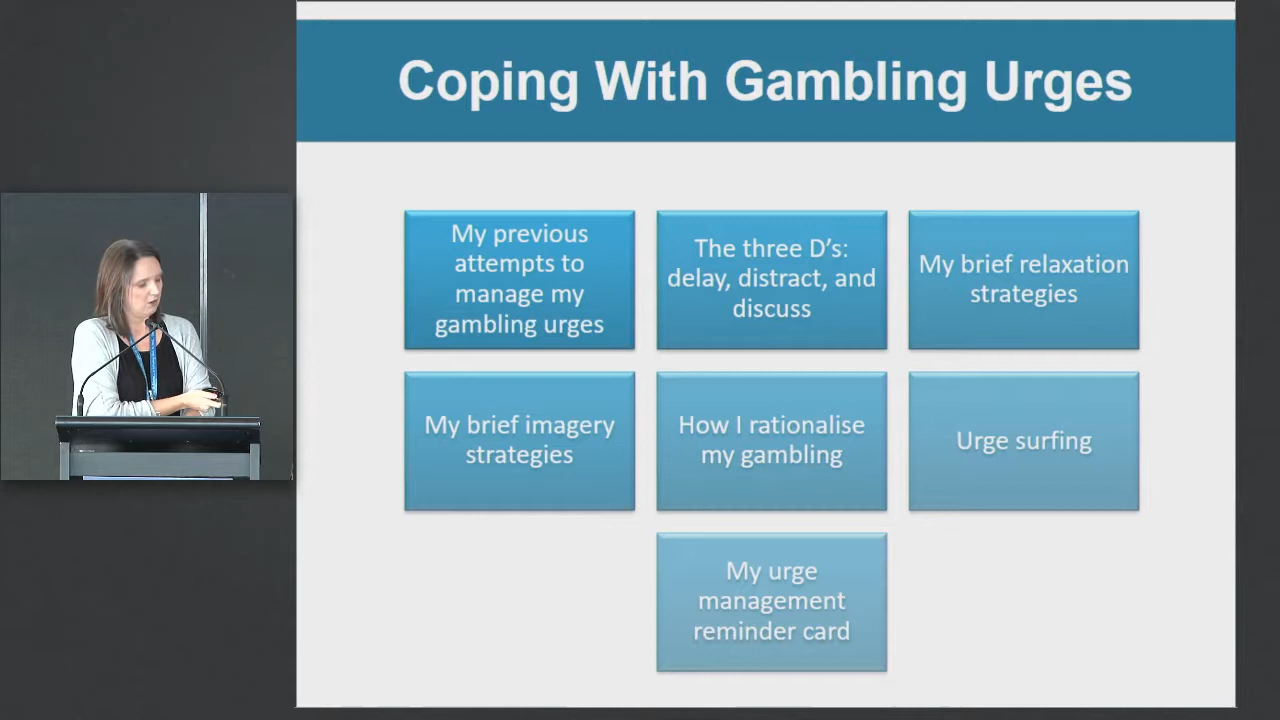 Coping With Gambling Urges
My previous
attempts to
manage my
gambling urges
The three D’s:
delay, distract, and
discuss
My brief relaxation
strategies
My brief imagery
strategies
How I rationalise
my gambling
Urge surfing
My urge
management
reminder card